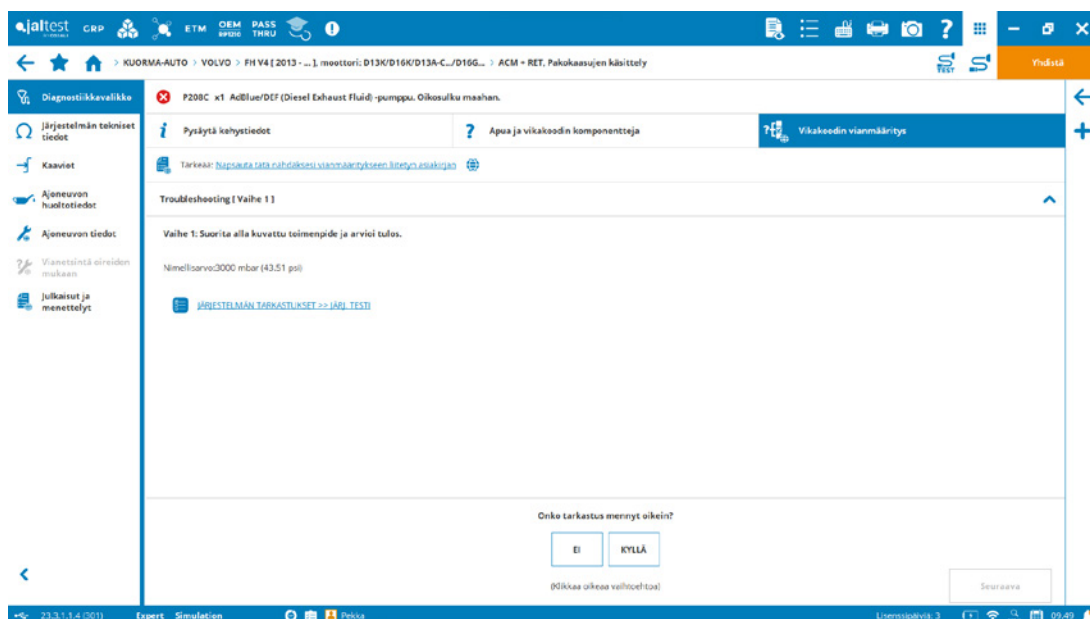 jaltest GRP ETM OEM RP1210 PASS THRU
> KUORMA-AUTO > VOLVO > FH V4 [ 2013 - ... ], moottori: D13K/D16K/D13A-C.../D16G... > ACM + RET, Pakokaasujen käsittely
TEST
Yhdistä
Diagnostiikkavalikko
Järjestelmän tekniset
tiedot
Kaaviot
Ajoneuvon
huoltotiedot
Ajoneuvon tiedot
Vianetsintä oireiden
mukaan
Julkaisut ja
menettelyt
P208C x1 AdBlue/DEF (Diesel Exhaust Fluid) -pumppu. Oikosulku maahan.
Pysäytä kehystiedot
Apua ja vikakoodin komponentteja
Vikakoodin vianmääritys
Tärkeää: Napsauta tätä nähdäksesi vianmääritykseen liitetyn asiakirjan
Troubleshooting [ Vaihe 1 ]
Vaihe 1: Suorita alla kuvattu toimenpide ja arvioi tulos.
Nimellisarvo:3000 mbar (43.51 psi)
JÄRJESTELMÄN TARKASTUKSET >> JÄRJ. TESTI
Onko tarkastus mennyt oikein?
EI
KYLLÄ
(Klikkaa oikeaa vaihtoehtoa)
Seuraava
23.3.1.1.4 (301) Expert Simulation Pekka Lisenssipäiviä: 3 09.49